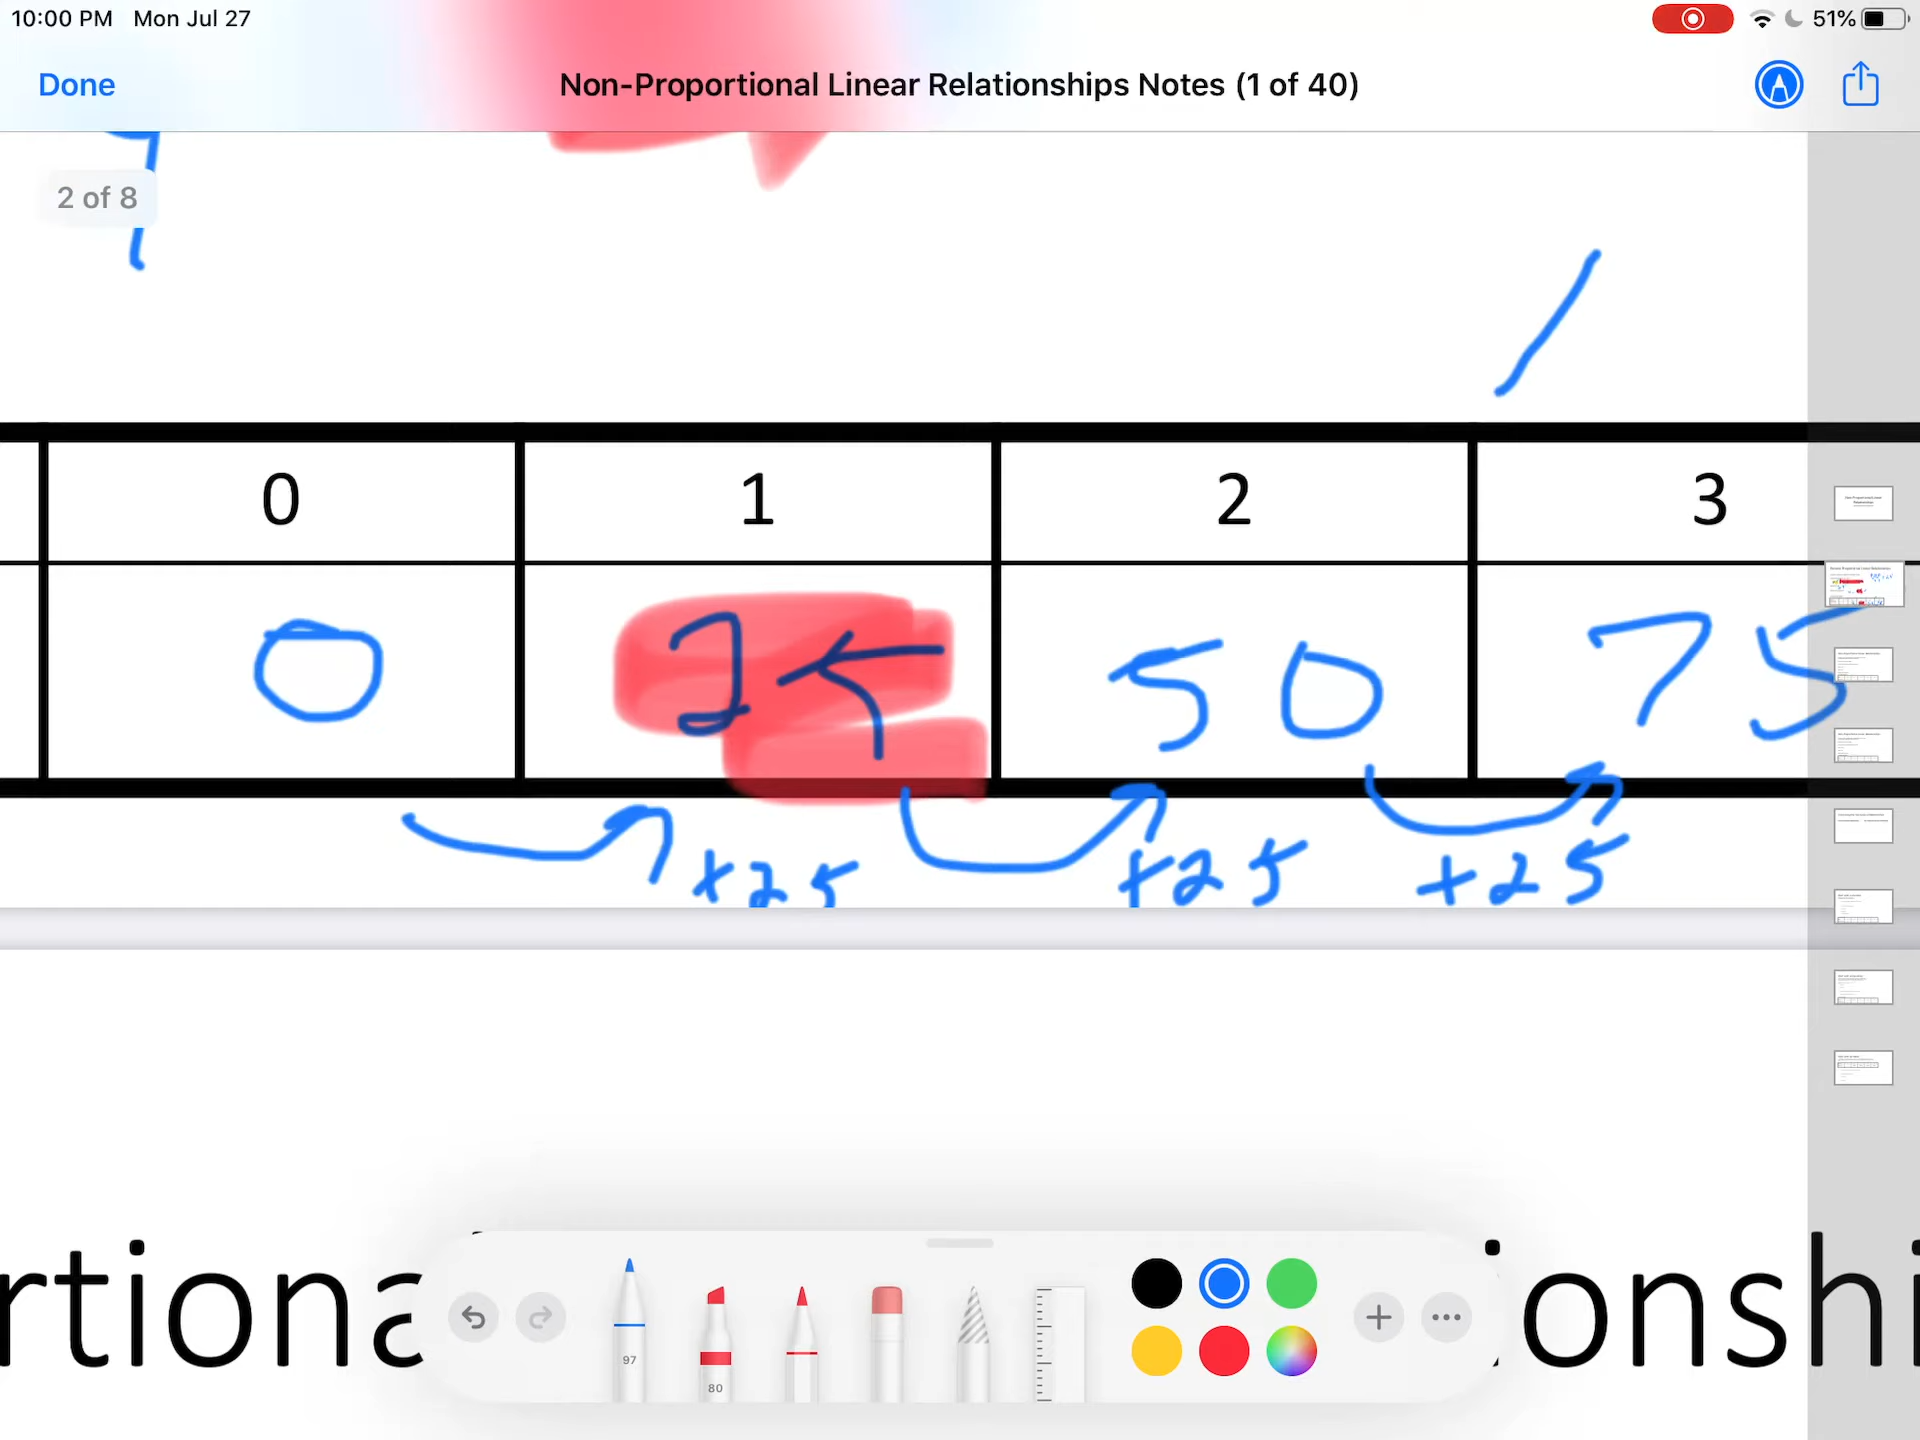 10:00 PM Mon Jul 27
51%
Done
Non-Proportional Linear Relationships Notes (1 of 40)
2 of 8
0 1 2 3
0 25 50 75
+25 +25 +25
rtiona onshi
97
80